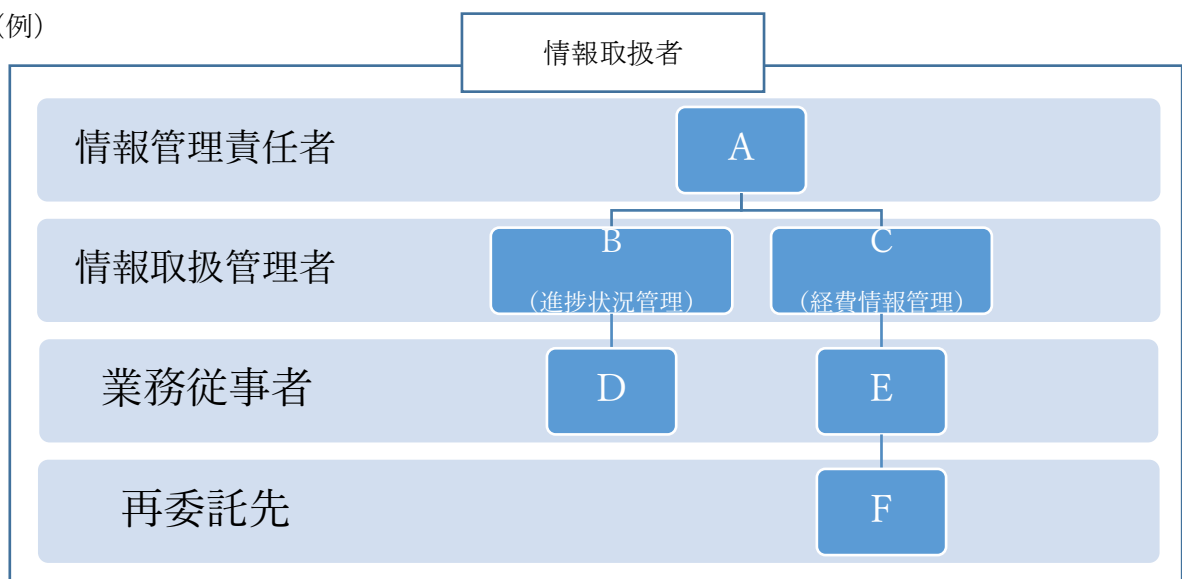 （例）
情報取扱者
情報管理責任者
A
情報取扱管理者
B
（進捗状況管理）
C
（経費情報管理）
業務従事者
D
E
再委託先
F